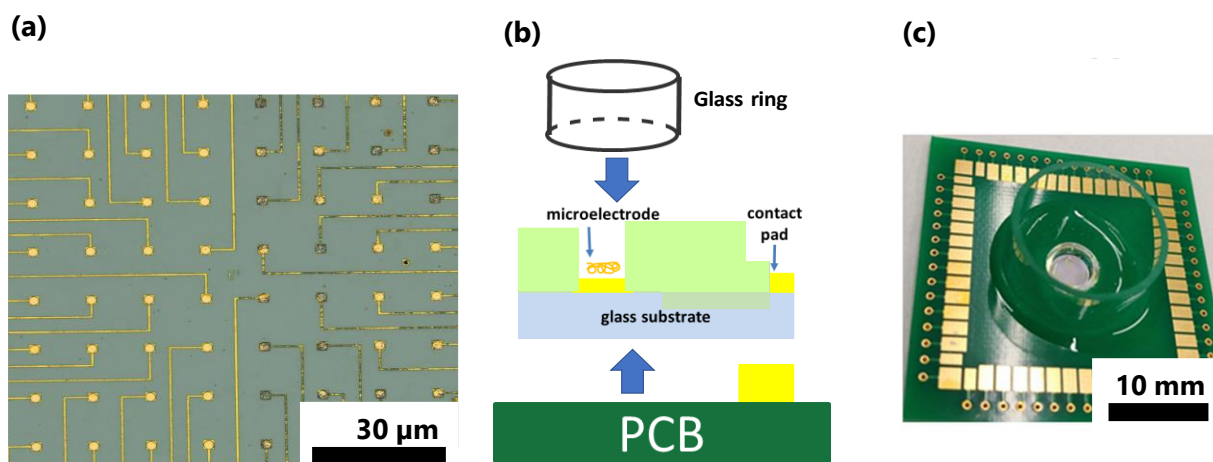 (a)
(b)
(c)
Glass ring
microelectrode
contact
pad
glass substrate
PCB
30 µm
10 mm